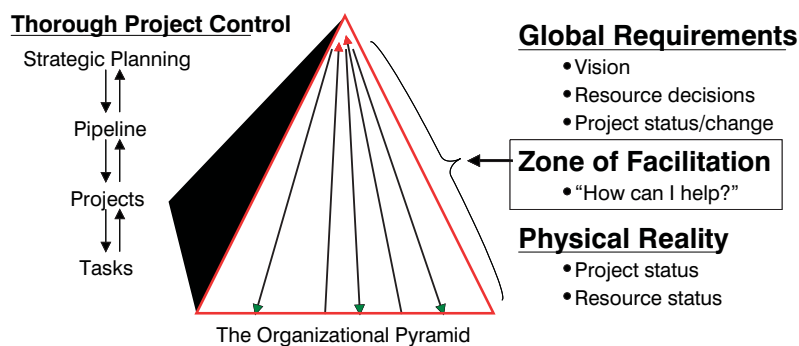 Thorough Project Control
Strategic Planning
Pipeline
Projects
Tasks
The Organizational Pyramid
Global Requirements
•Vision
•Resource decisions
•Project status/change
Zone of Facilitation
•“How can I help?”
Physical Reality
•Project status
•Resource status